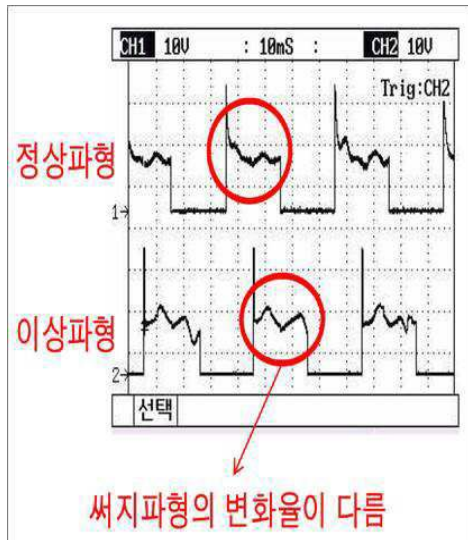 CH1 10V : 10mS : CH2 10V
Trig:CH2
정상파형
1→
이상파형
2→
선택
써지파형의 변화율이 다름